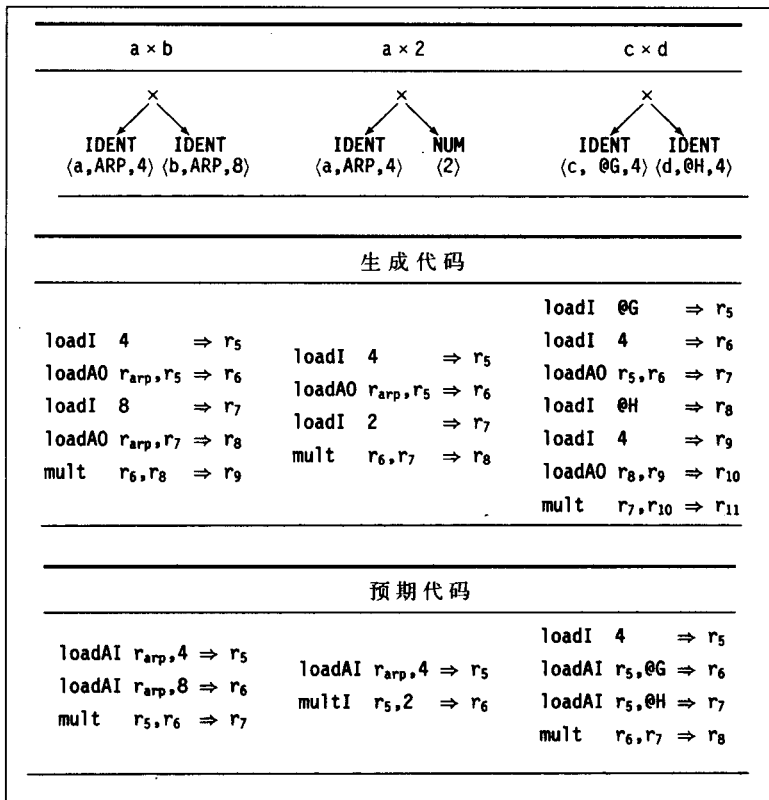 a × b a × 2 c × d
× × ×
IDENT IDENT IDENT NUM IDENT IDENT
⟨a,ARP,4⟩ ⟨b,ARP,8⟩ ⟨a,ARP,4⟩ ⟨2⟩ ⟨c, @G,4⟩ ⟨d,@H,4⟩
生成代码
loadI 4 ⇒ r5
loadAO rarp,r5 ⇒ r6
loadI 8 ⇒ r7
loadAO rarp,r7 ⇒ r8
mult r6,r8 ⇒ r9
loadI 4 ⇒ r5
loadAO rarp,r5 ⇒ r6
loadI 2 ⇒ r7
mult r6,r7 ⇒ r8
loadI @G ⇒ r5
loadI 4 ⇒ r6
loadAO r5,r6 ⇒ r7
loadI @H ⇒ r8
loadI 4 ⇒ r9
loadAO r8,r9 ⇒ r10
mult r7,r10 ⇒ r11
预期代码
loadAI rarp,4 ⇒ r5
loadAI rarp,8 ⇒ r6
mult r5,r6 ⇒ r7
loadAI rarp,4 ⇒ r5
multI r5,2 ⇒ r6
loadI 4 ⇒ r5
loadAI r5,@G ⇒ r6
loadAI r5,@H ⇒ r7
mult r6,r7 ⇒ r8